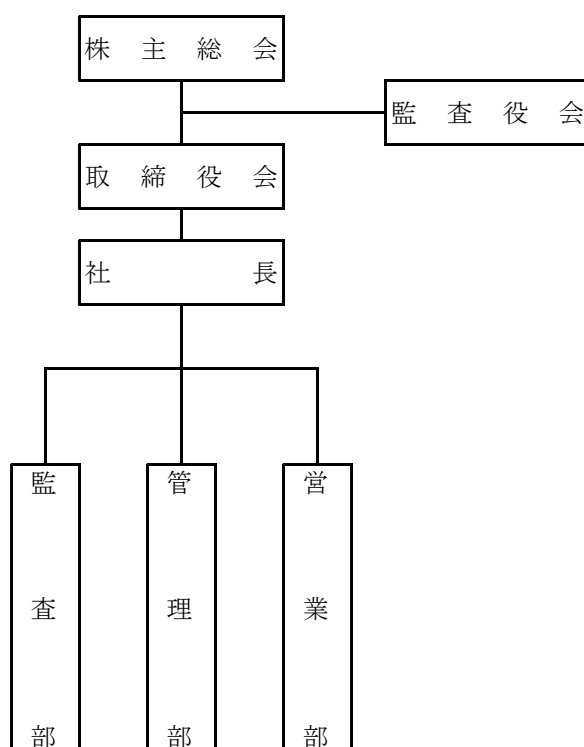 株主総会
監査役会
取締役会
社長
監査部
管理部
営業部